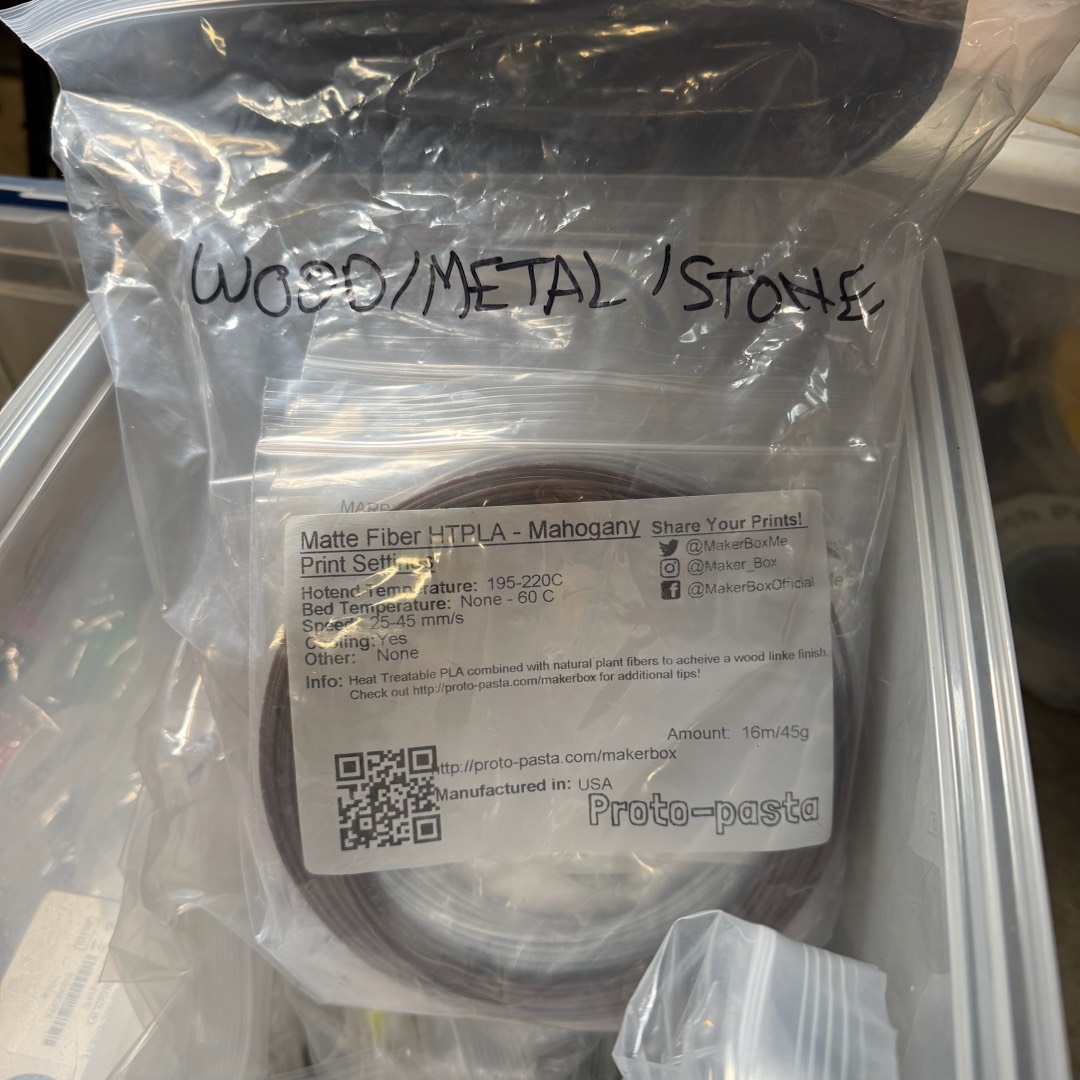 WOOD/METAL/STONE
Matte Fiber HTPLA - Mahogany
Print Settings
Hotend Temperature: 195-220C
Bed Temperature: None - 60 C
Speed: 25-45 mm/s
Cooling: Yes
Other: None
Info: Heat Treatable PLA combined with natural plant fibers to acheive a wood linke finish.
Check out http://proto-pasta.com/makerbox for additional tips!
Share Your Prints!
@MakerBoxMe
@Maker_Box
@MakerBoxOfficial
Amount: 16m/45g
http://proto-pasta.com/makerbox
Manufactured in: USA
Proto-pasta